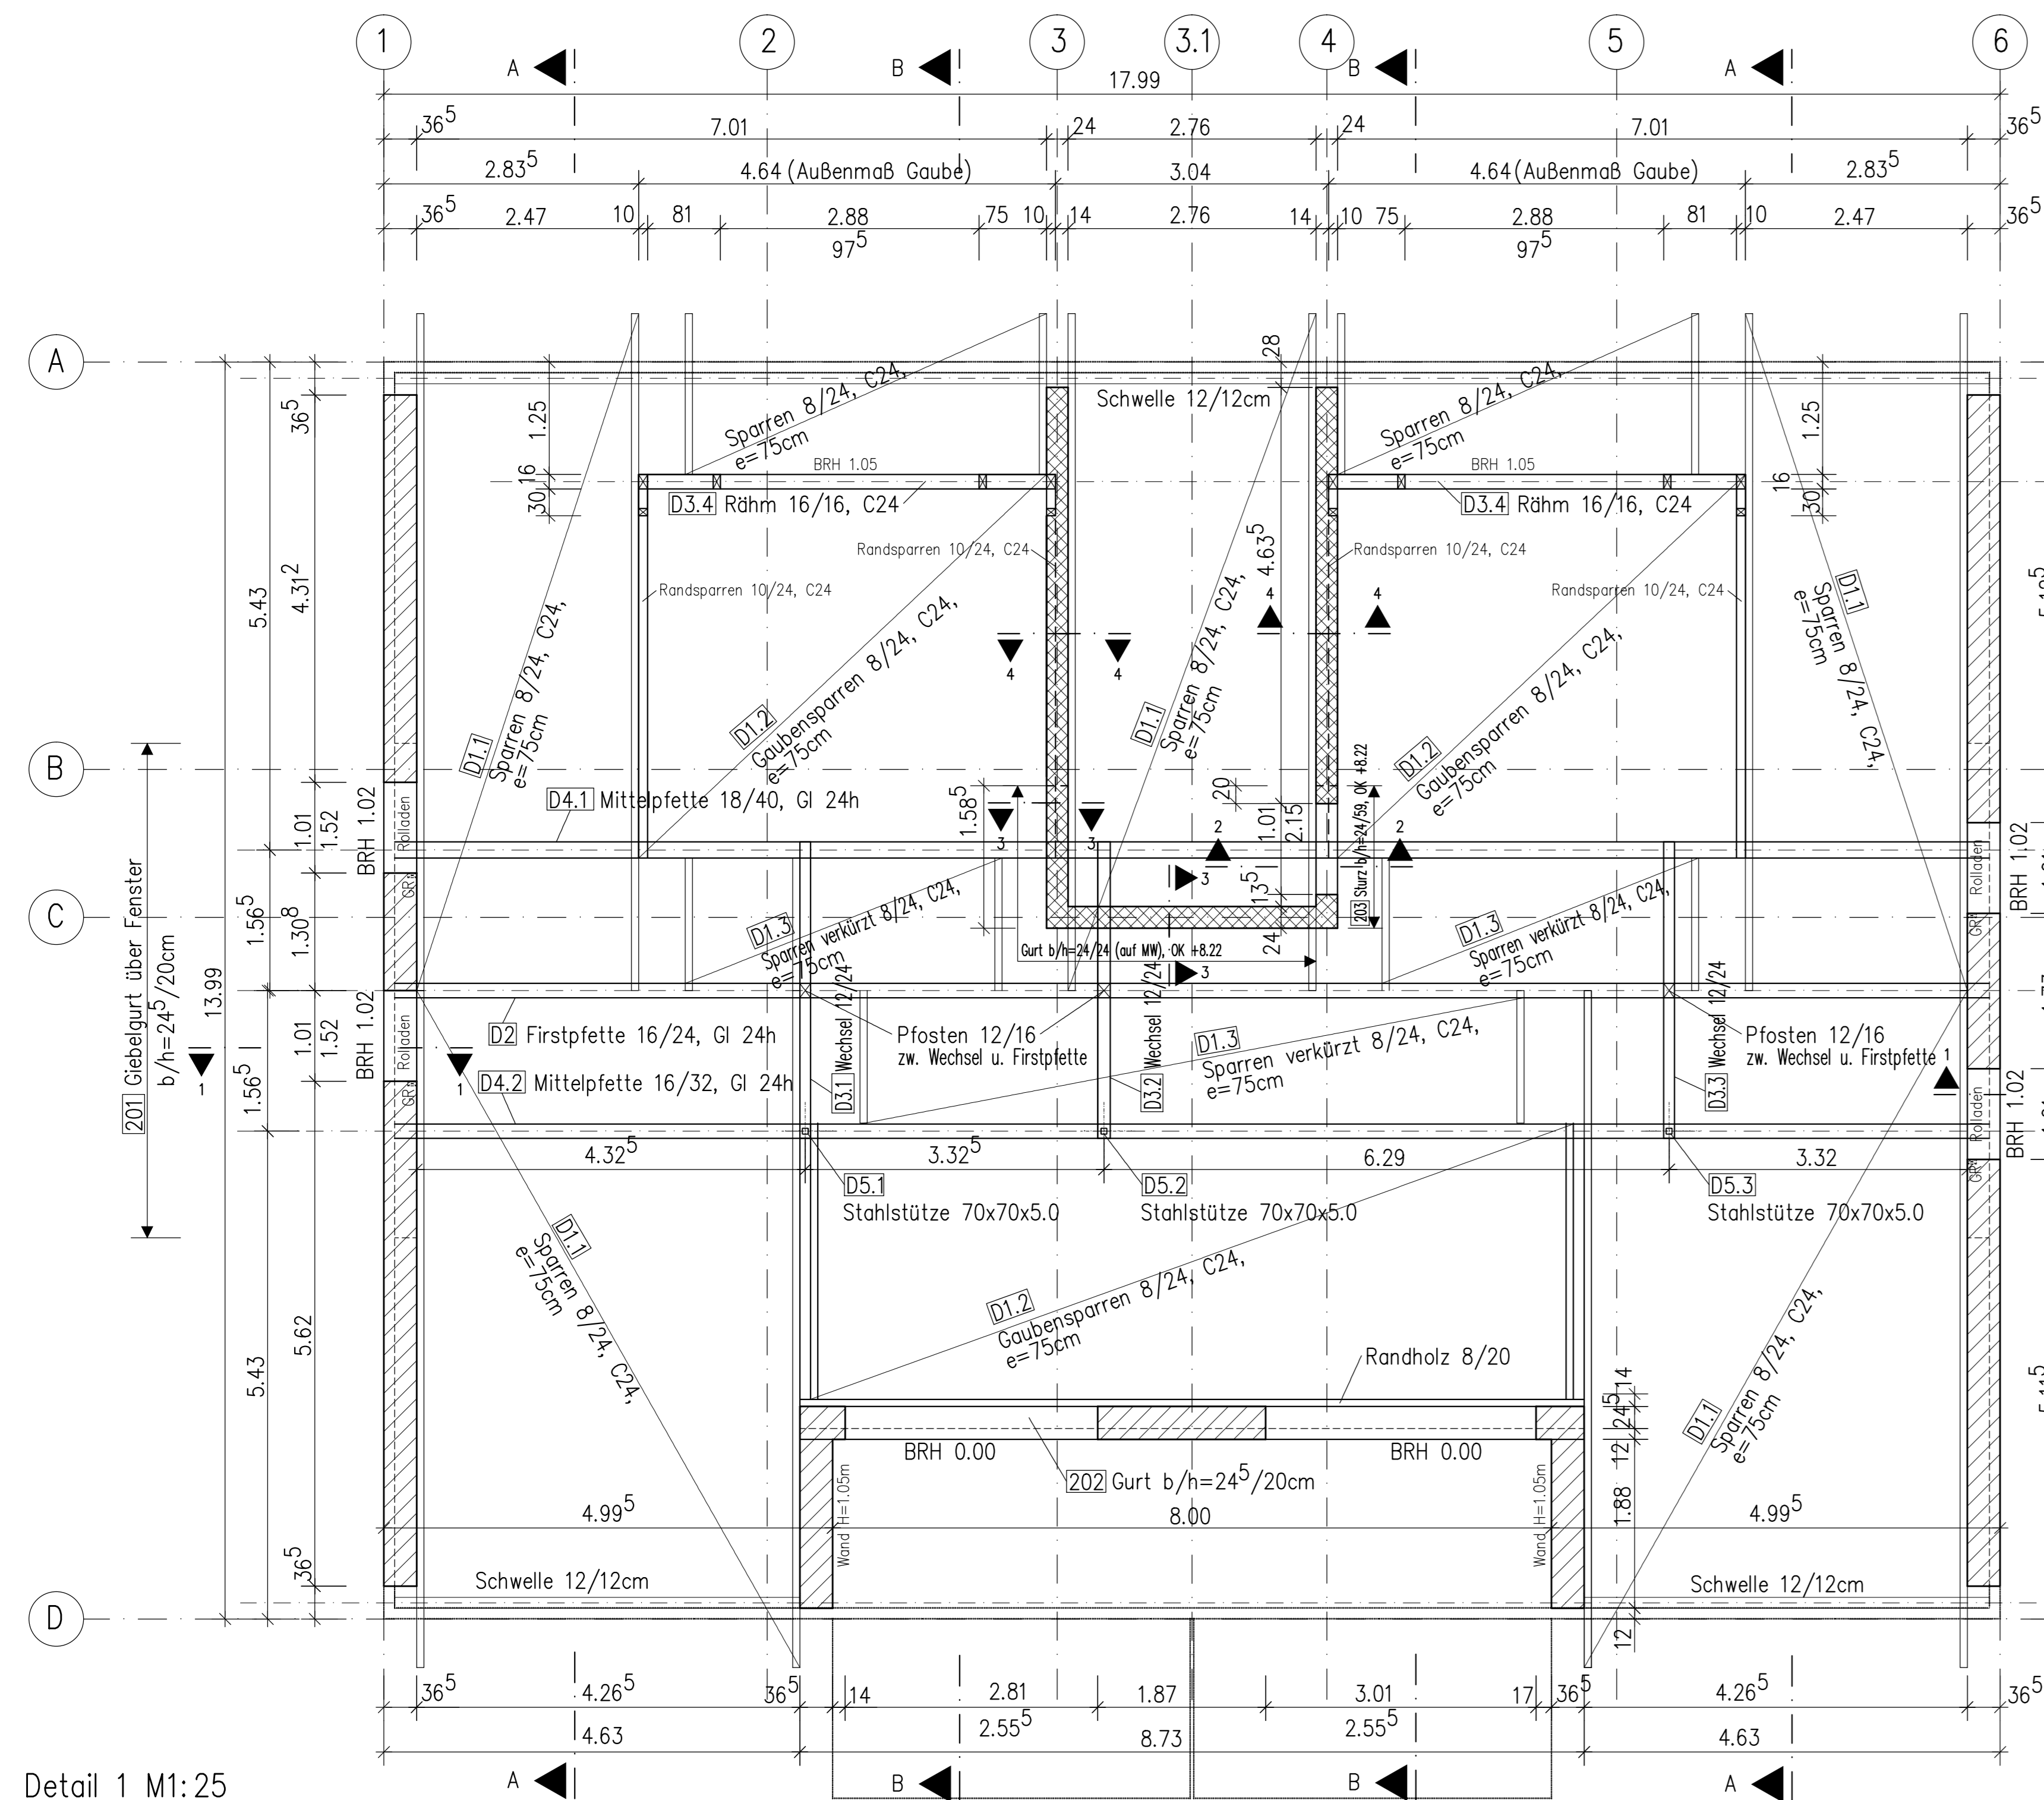 1
2
3
3.1
4
5
6
A
B
B
A
17.99
36⁵
7.01
24
2.76
24
7.01
36⁵
2.83⁵
4.64 (Außenmaß Gaube)
3.04
4.64 (Außenmaß Gaube)
2.83⁵
36⁵
2.47
10
81
2.88
75
10
14
2.76
14
10
75
2.88
81
10
2.47
36⁵
97⁵
97⁵
A
B
C
D
28
Schwelle 12/12cm
Sparren 8/24, C24,
e=75cm
Sparren 8/24, C24,
e=75cm
BRH 1.05
BRH 1.05
36⁵
1.25
1.25
16
30
16
30
D3.4 Rähm 16/16, C24
D3.4 Rähm 16/16, C24
Randsparren 10/24, C24
Randsparren 10/24, C24
Randsparren 10/24, C24
Randsparren 10/24, C24
5.43
4.31²
4.63⁵
4
4
4
4
D1.1
Sparren 8/24, C24,
e=75cm
D1.2
Gaubensparren 8/24, C24,
e=75cm
D1.1
Sparren 8/24, C24,
e=75cm
D1.2
Gaubensparren 8/24, C24,
e=75cm
D1.1
Sparren 8/24, C24,
e=75cm
D4.1 Mittelpfette 18/40, Gl 24h
1.58⁵
20
1.01
2.15
13⁵
24
203 Sturz b/h=24/59, OK +8.22
3
3
2
2
3
3
Gurt b/h=24/24 (auf MW), OK +8.22
BRH 1.02
Rolladen
1.01
1.52
1.56⁵
1.30⁸
13.99
201 Giebelgurt über Fenster
b/h=24⁵/20cm
BRH 1.02
Rolladen
1.01
1.52
1.56⁵
BRH 1.02
Rolladen
BRH 1.02
Rolladen
D1.3
Sparren verkürzt 8/24, C24,
e=75cm
D1.3
Sparren verkürzt 8/24, C24,
e=75cm
D1.3
Sparren verkürzt 8/24, C24,
e=75cm
D2 Firstpfette 16/24, Gl 24h
D4.2 Mittelpfette 16/32, Gl 24h
D3.1 Wechsel 12/24
D3.2 Wechsel 12/24
D3.3 Wechsel 12/24
Pfosten 12/16
zw. Wechsel u. Firstpfette
Pfosten 12/16
zw. Wechsel u. Firstpfette
1
1
1
4.32⁵
3.32⁵
6.29
3.32
D5.1
Stahlstütze 70x70x5.0
D5.2
Stahlstütze 70x70x5.0
D5.3
Stahlstütze 70x70x5.0
D1.1
Sparren 8/24, C24,
e=75cm
D1.2
Gaubensparren 8/24, C24,
e=75cm
D1.1
Sparren 8/24, C24,
e=75cm
5.62
5.43
36⁵
Randholz 8/20
BRH 0.00
BRH 0.00
202 Gurt b/h=24⁵/20cm
14
24⁵
12
1.88
12
Wand H=1.05m
Wand H=1.05m
4.99⁵
8.00
4.99⁵
Schwelle 12/12cm
Schwelle 12/12cm
36⁵
4.26⁵
36⁵
14
2.81
1.87
3.01
17
36⁵
4.26⁵
36⁵
2.55⁵
2.55⁵
4.63
8.73
4.63
A
B
B
A
Detail 1 M1:25